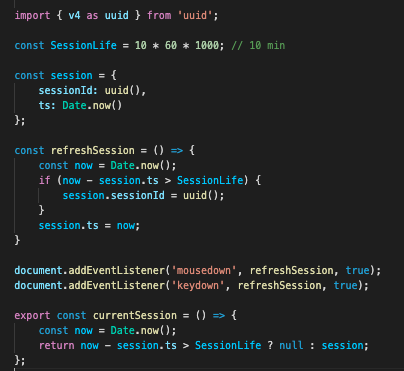 import { v4 as uuid } from 'uuid';
const SessionLife = 10 * 60 * 1000; // 10 min
const session = {
sessionId: uuid(),
ts: Date.now()
};
const refreshSession = () => {
const now = Date.now();
if (now - session.ts > SessionLife) {
session.sessionId = uuid();
}
session.ts = now;
}
document.addEventListener('mousedown', refreshSession, true);
document.addEventListener('keydown', refreshSession, true);
export const currentSession = () => {
const now = Date.now();
return now - session.ts > SessionLife ? null : session;
};